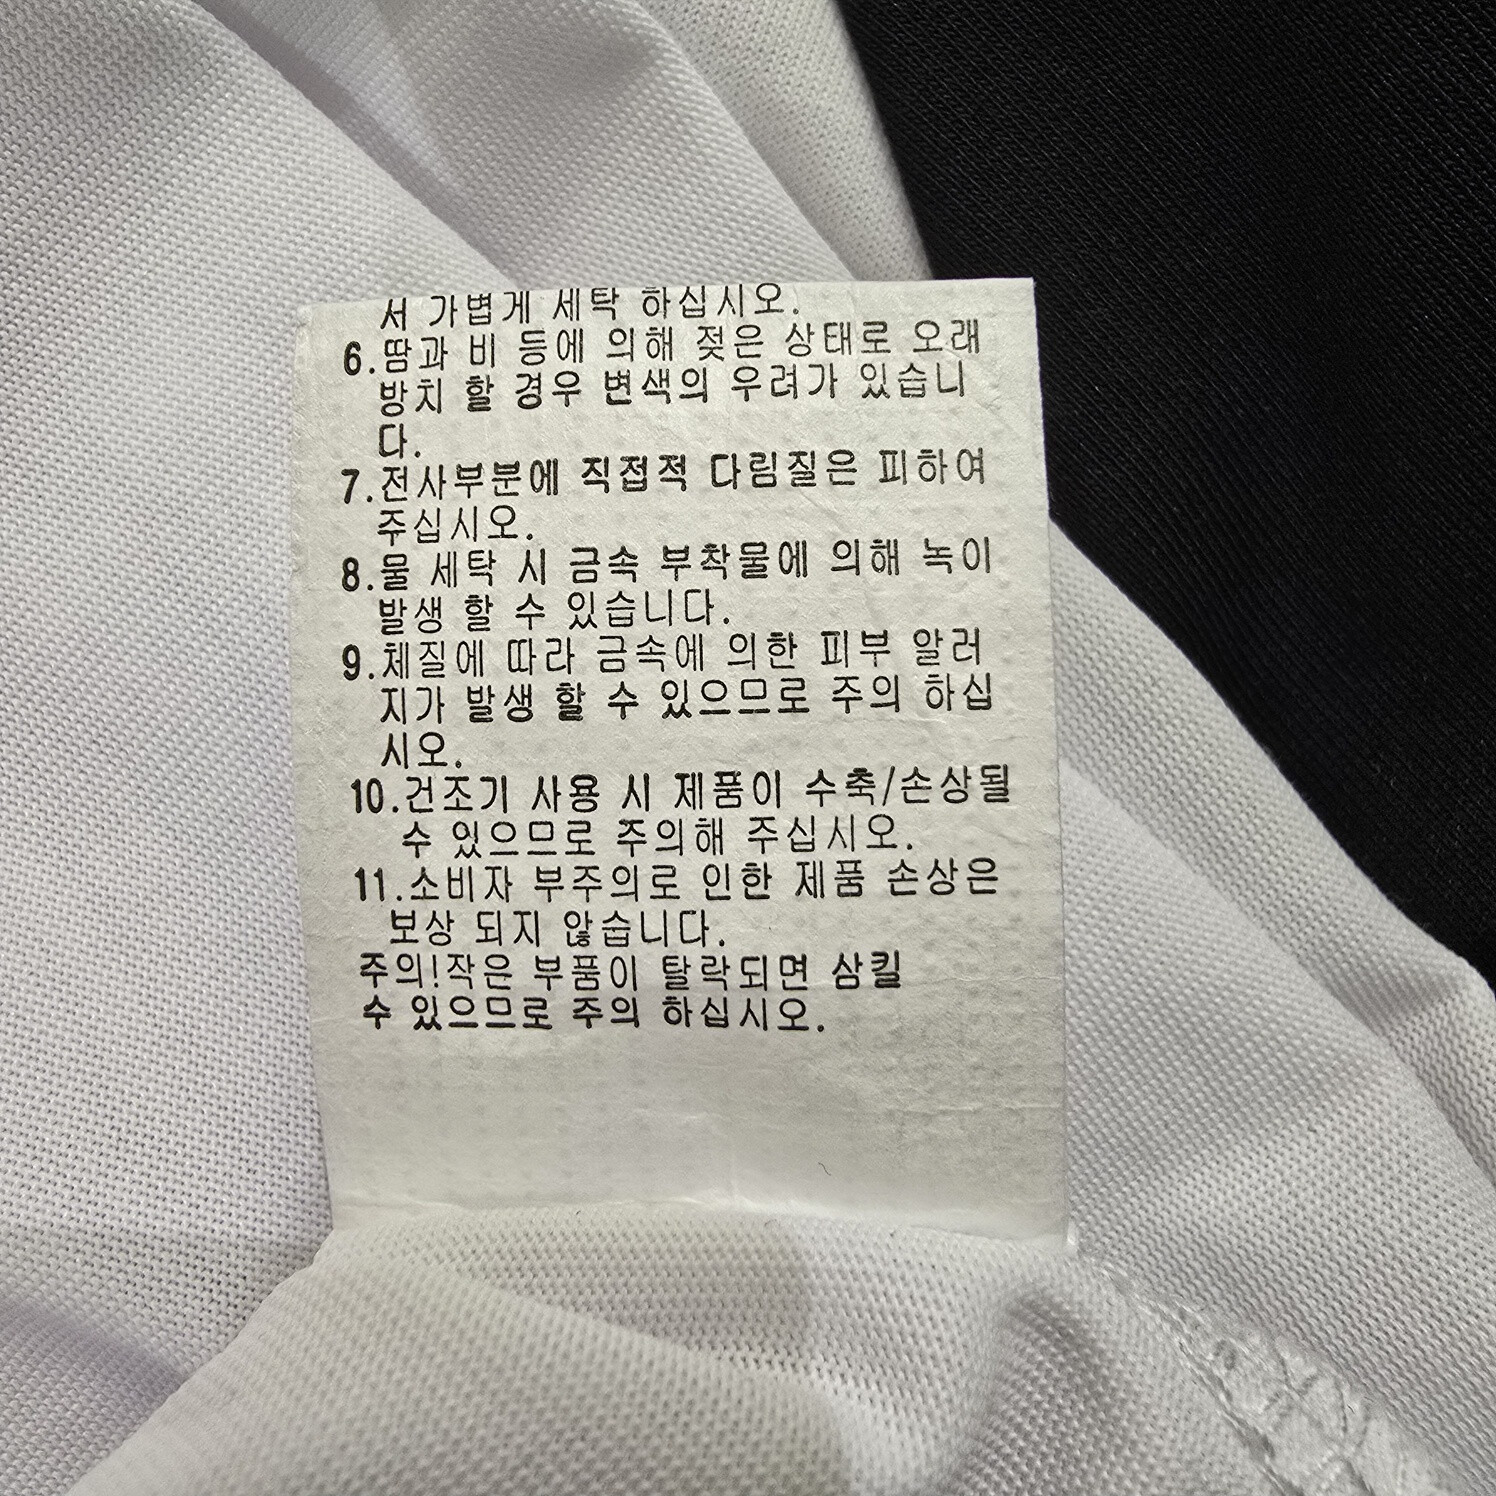 서 가볍게 세탁 하십시오.
6.땀과 비 등에 의해 젖은 상태로 오래
방치 할 경우 변색의 우려가 있습니
다.
7.전사부분에 직접적 다림질은 피하여
주십시오.
8.물 세탁 시 금속 부착물에 의해 녹이
발생 할 수 있습니다.
9.체질에 따라 금속에 의한 피부 알러
지가 발생 할 수 있으므로 주의 하십
시오.
10.건조기 사용 시 제품이 수축/손상될
수 있으므로 주의해 주십시오.
11.소비자 부주의로 인한 제품 손상은
보상 되지 않습니다.
주의!작은 부품이 탈락되면 삼킬
수 있으므로 주의 하십시오.